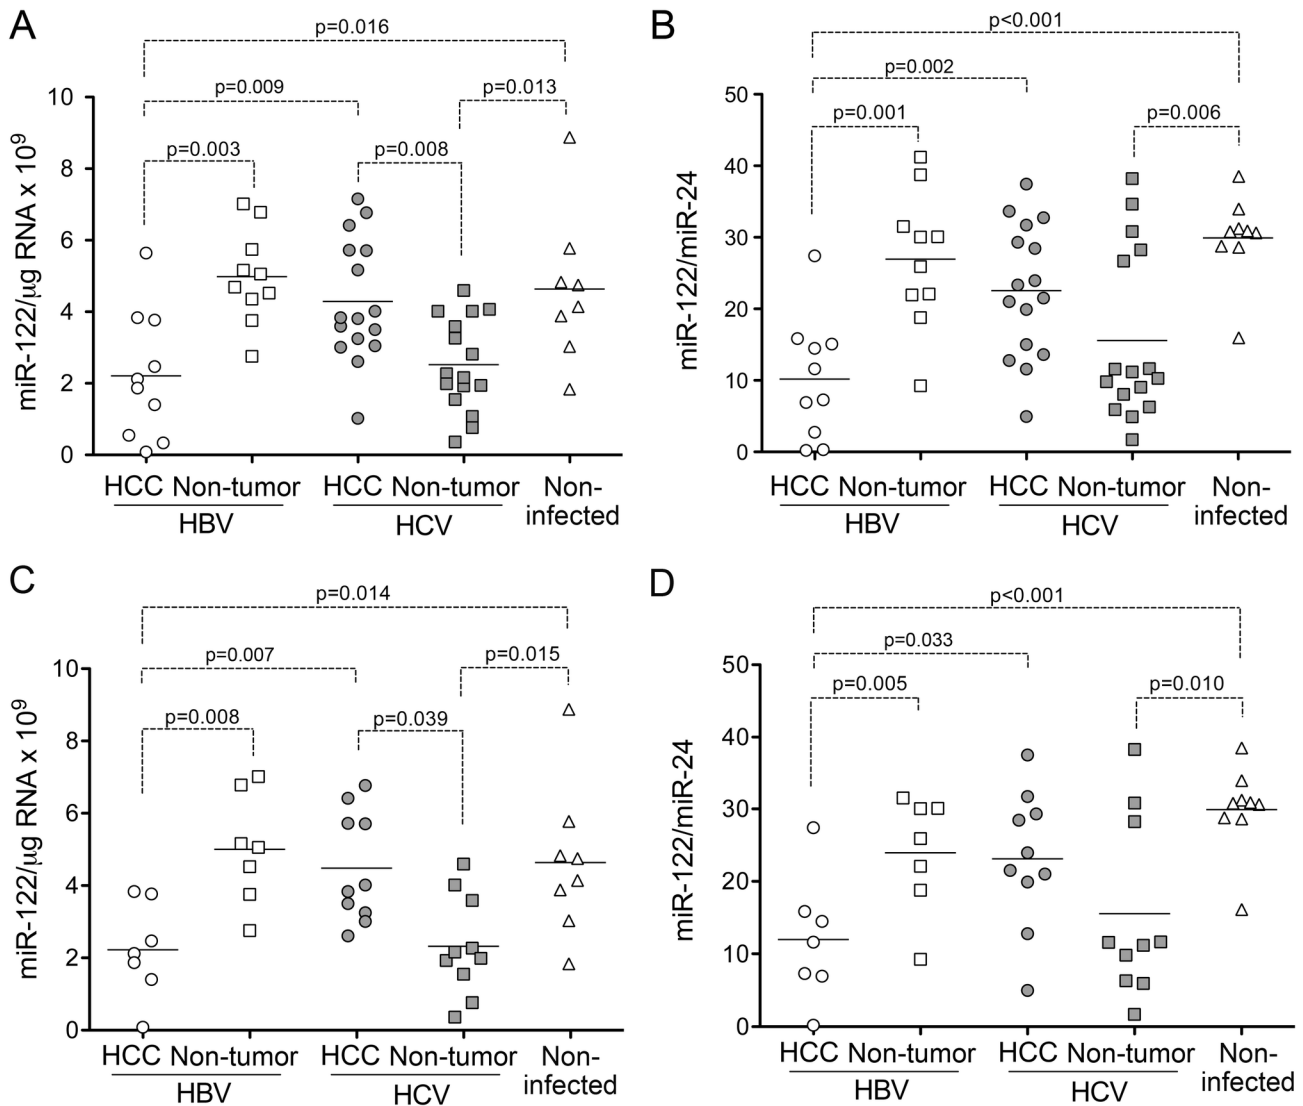 A
p=0.016
p=0.009
p=0.013
p=0.003
p=0.008
miR-122/µg RNA x 10⁹
10
8
6
4
2
0
HCC Non-tumor HCC Non-tumor Non-infected
HBV HCV
B
p<0.001
p=0.002
p=0.001
p=0.006
miR-122/miR-24
50
40
30
20
10
0
HCC Non-tumor HCC Non-tumor Non-infected
HBV HCV
C
p=0.014
p=0.007
p=0.015
p=0.008
p=0.039
miR-122/µg RNA x 10⁹
10
8
6
4
2
0
HCC Non-tumor HCC Non-tumor Non-infected
HBV HCV
D
p<0.001
p=0.033
p=0.005
p=0.010
miR-122/miR-24
50
40
30
20
10
0
HCC Non-tumor HCC Non-tumor Non-infected
HBV HCV